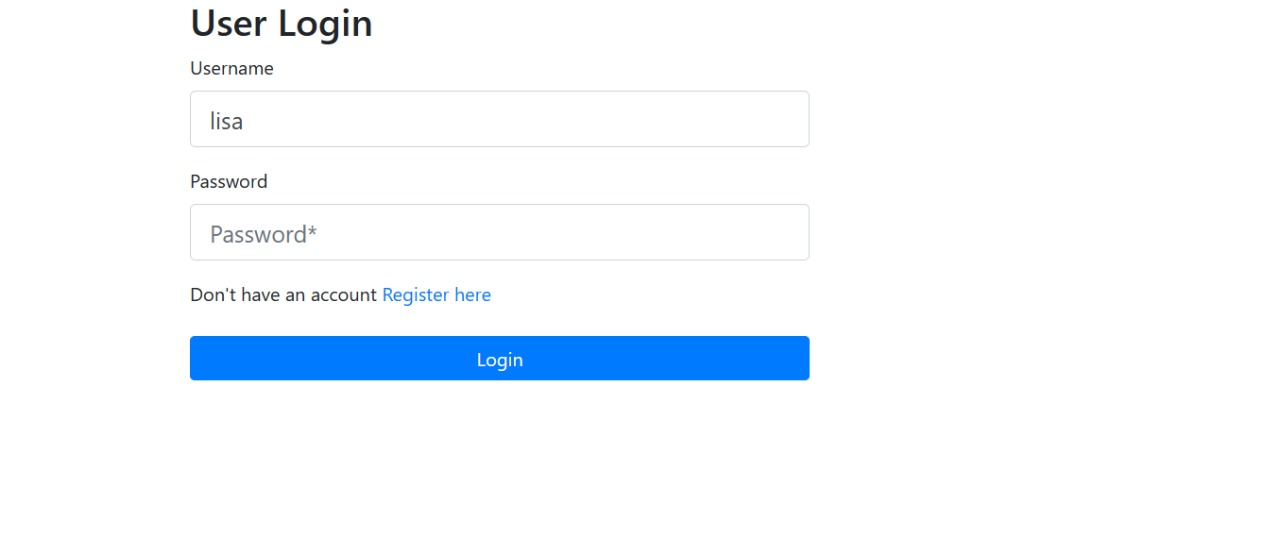 User Login
Username
lisa
Password
Password*
Don't have an account Register here
Login